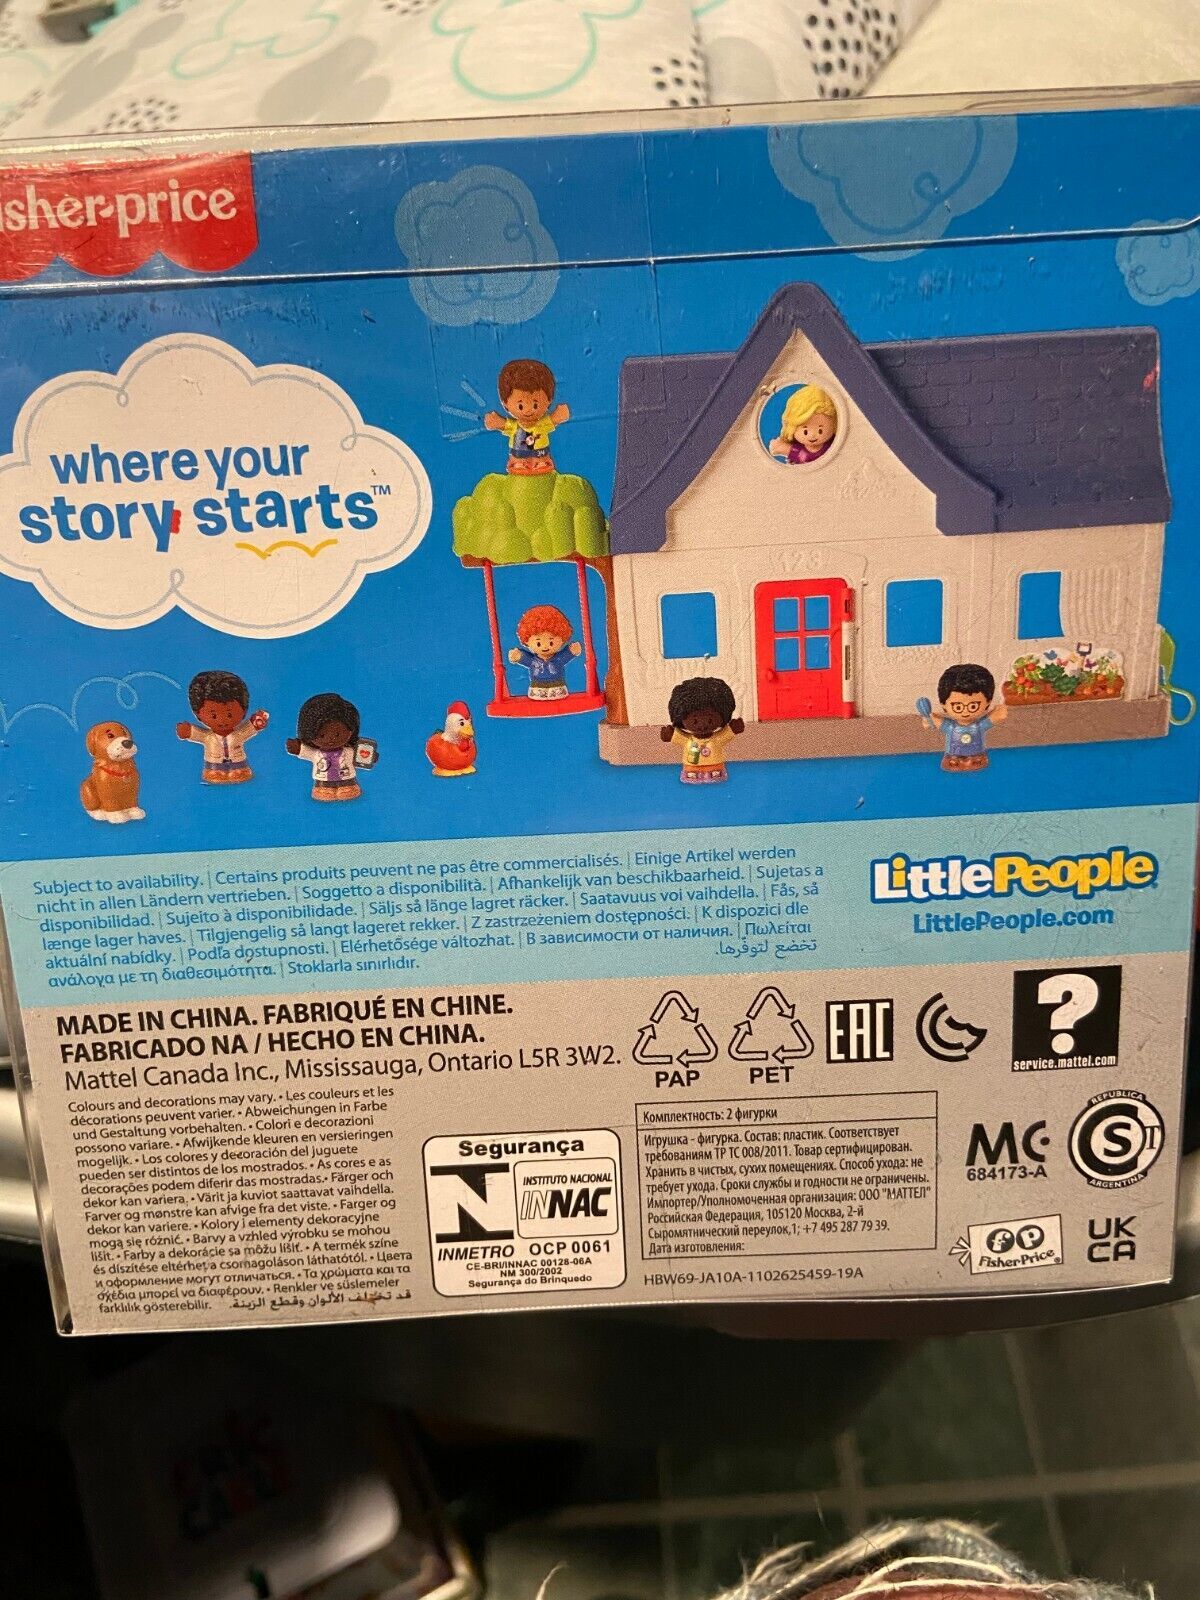 isher-price
where your
story starts™
123
Subject to availability. | Certains produits peuvent ne pas être commercialisés. | Einige Artikel werden
nicht in allen Ländern vertrieben. | Soggetto a disponibilità. | Afhankelijk van beschikbaarheid. | Sujetas a
disponibilidad. | Sujeito à disponibilidade. | Säljs så länge lagret räcker. | Saatavuus voi vaihdella. | Fås, så
længe lager haves. | Tilgjengelig så langt lageret rekker. | Z zastrzeżeniem dostępności. | K dispozici dle
aktuální nabídky. | Podľa dostupnosti. | Elérhetősége változhat. | В зависимости от наличия. | Πωλείται
ανάλογα με τη διαθεσιμότητα. | Stoklarla sınırlıdır. تخضع لتوفرها.
LittlePeople
LittlePeople.com
MADE IN CHINA. FABRIQUÉ EN CHINE.
FABRICADO NA / HECHO EN CHINA.
Mattel Canada Inc., Mississauga, Ontario L5R 3W2.
PAP
PET
EAC
?
service.mattel.com
Colours and decorations may vary. • Les couleurs et les
décorations peuvent varier. • Abweichungen in Farbe
und Gestaltung vorbehalten. • Colori e decorazioni
possono variare. • Afwijkende kleuren en versieringen
mogelijk. • Los colores y decoración del juguete
pueden ser distintos de los mostrados. • As cores e as
decorações podem diferir das mostradas. • Färger och
dekor kan variera. • Värit ja kuviot saattavat vaihdella.
Farver og mønstre kan afvige fra det viste. • Farger og
dekor kan variere. • Kolory i elementy dekoracyjne
mogą się różnić. • Barvy a vzhled výrobku se mohou
lišit. • Farby a dekorácie sa môžu líšiť. • A termék színe
és díszítése eltérhet a csomagoláson láthatótól. • Цвета
и оформление могут отличаться. • Τα χρώματα και τα
σχέδια μπορεί να διαφέρουν. • Renkler ve süslemeler
farklılık gösterebilir. قد تختلف الألوان وقطع الزينة.
Segurança
N
INSTITUTO NACIONAL
INNAC
INMETRO OCP 0061
CE-BRI/INNAC 00128-06A
NM 300/2002
Segurança do Brinquedo
Комплектность: 2 фигурки
Игрушка - фигурка. Состав: пластик. Соответствует
требованиям ТР ТС 008/2011. Товар сертифицирован.
Хранить в чистых, сухих помещениях. Способ ухода: не
требует ухода. Сроки службы и годности не ограничены.
Импортер/Уполномоченная организация: ООО "МАТТЕЛ"
Российская Федерация, 105120 Москва, 2-й
Сыромятнический переулок,1; +7 495 287 79 39.
Дата изготовления:
HBW69-JA10A-1102625459-19A
MC
684173-A
REPUBLICA
S
ARGENTINA
fp
Fisher-Price
UK
CA